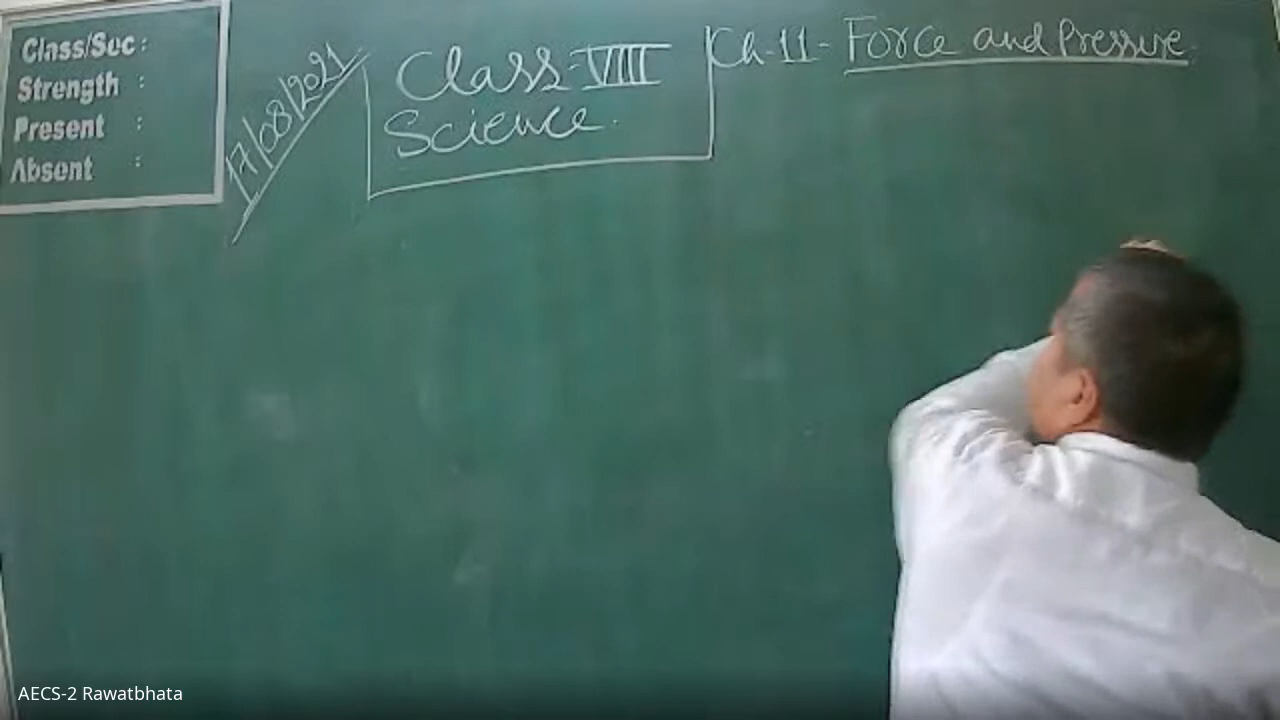 Class/Sec :
Strength :
Present :
Absent :
17/08/2021
Class-VIII
Science.
Ch-11- Force and Pressure.
AECS-2 Rawatbhata